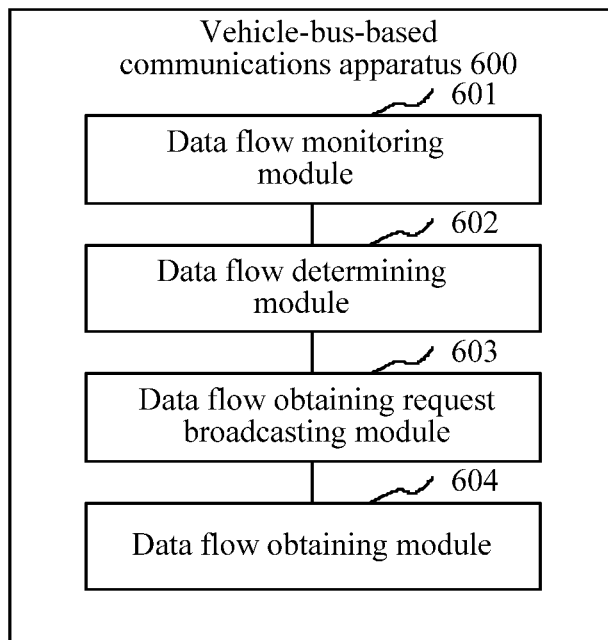 Vehicle-bus-based
communications apparatus 600
601
Data flow monitoring
module
602
Data flow determining
module
603
Data flow obtaining request
broadcasting module
604
Data flow obtaining module